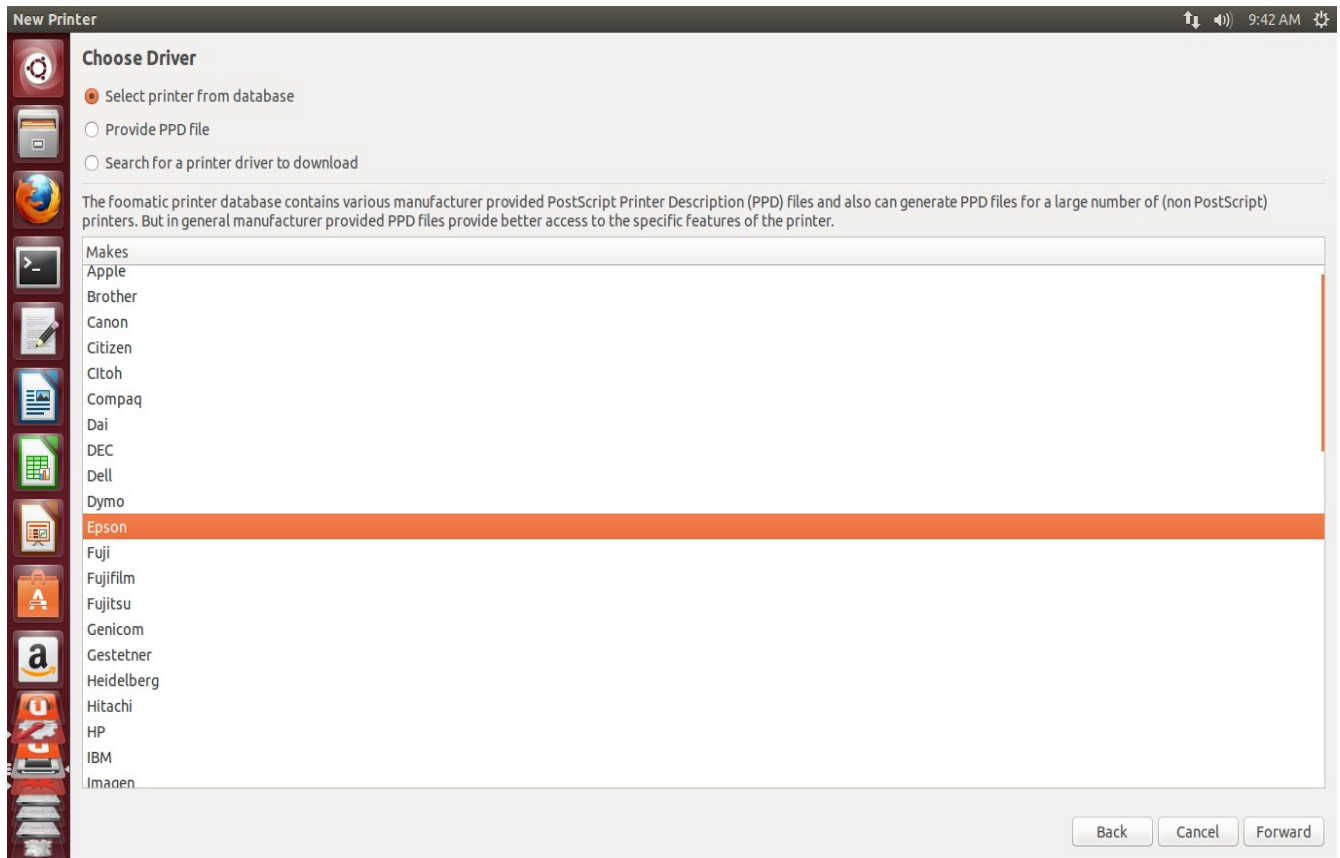 New Printer
9:42 AM
Choose Driver
Select printer from database
Provide PPD file
Search for a printer driver to download
The foomatic printer database contains various manufacturer provided PostScript Printer Description (PPD) files and also can generate PPD files for a large number of (non PostScript)
printers. But in general manufacturer provided PPD files provide better access to the specific features of the printer.
Makes
Apple
Brother
Canon
Citizen
CItoh
Compaq
Dai
DEC
Dell
Dymo
Epson
Fuji
Fujifilm
Fujitsu
Genicom
Gestetner
Heidelberg
Hitachi
HP
IBM
Imagen
Back Cancel Forward